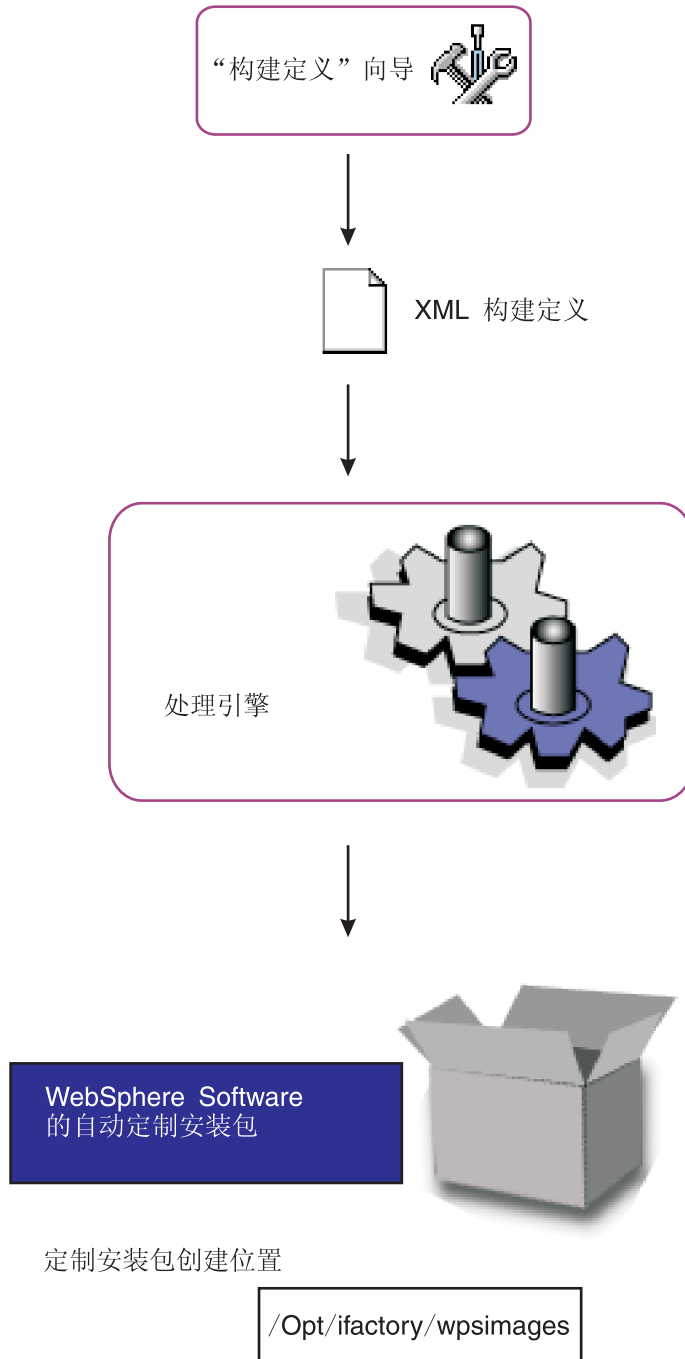 “构建定义”向导
XML 构建定义
处理引擎
WebSphere Software
的自动定制安装包
定制安装包创建位置
/Opt/ifactory/wpsimages